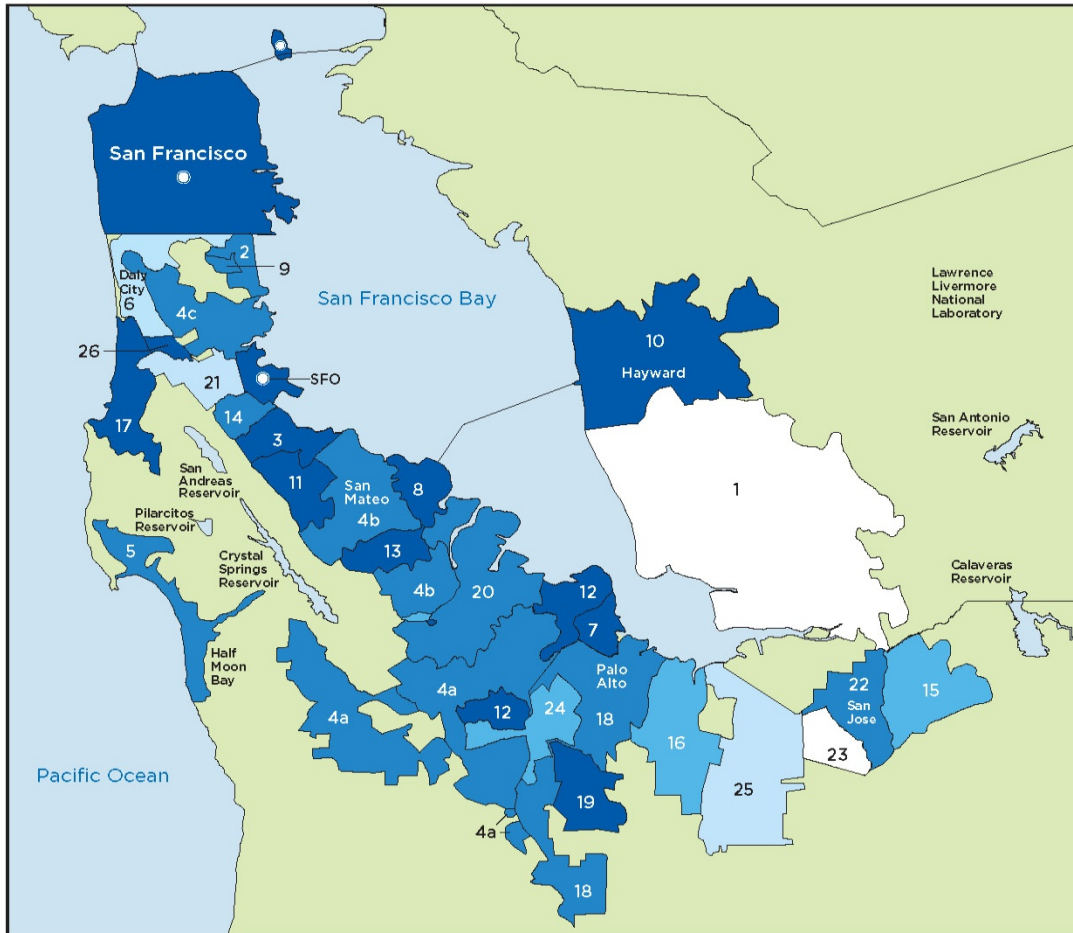 San Francisco
2
9
Daly
City
6
4c
San Francisco Bay
Lawrence
Livermore
National
Laboratory
10
Hayward
26
21
SFO
14
17
3
San Antonio
Reservoir
11
San
Mateo
4b
8
1
San
Andreas
Reservoir
Pilarcitos
Reservoir
5
13
Crystal
Springs
Reservoir
4b
20
12
7
Calaveras
Reservoir
Half
Moon
Bay
4a
4a
12
24
Palo
Alto
18
16
22
San
Jose
15
23
25
Pacific Ocean
19
4a
18